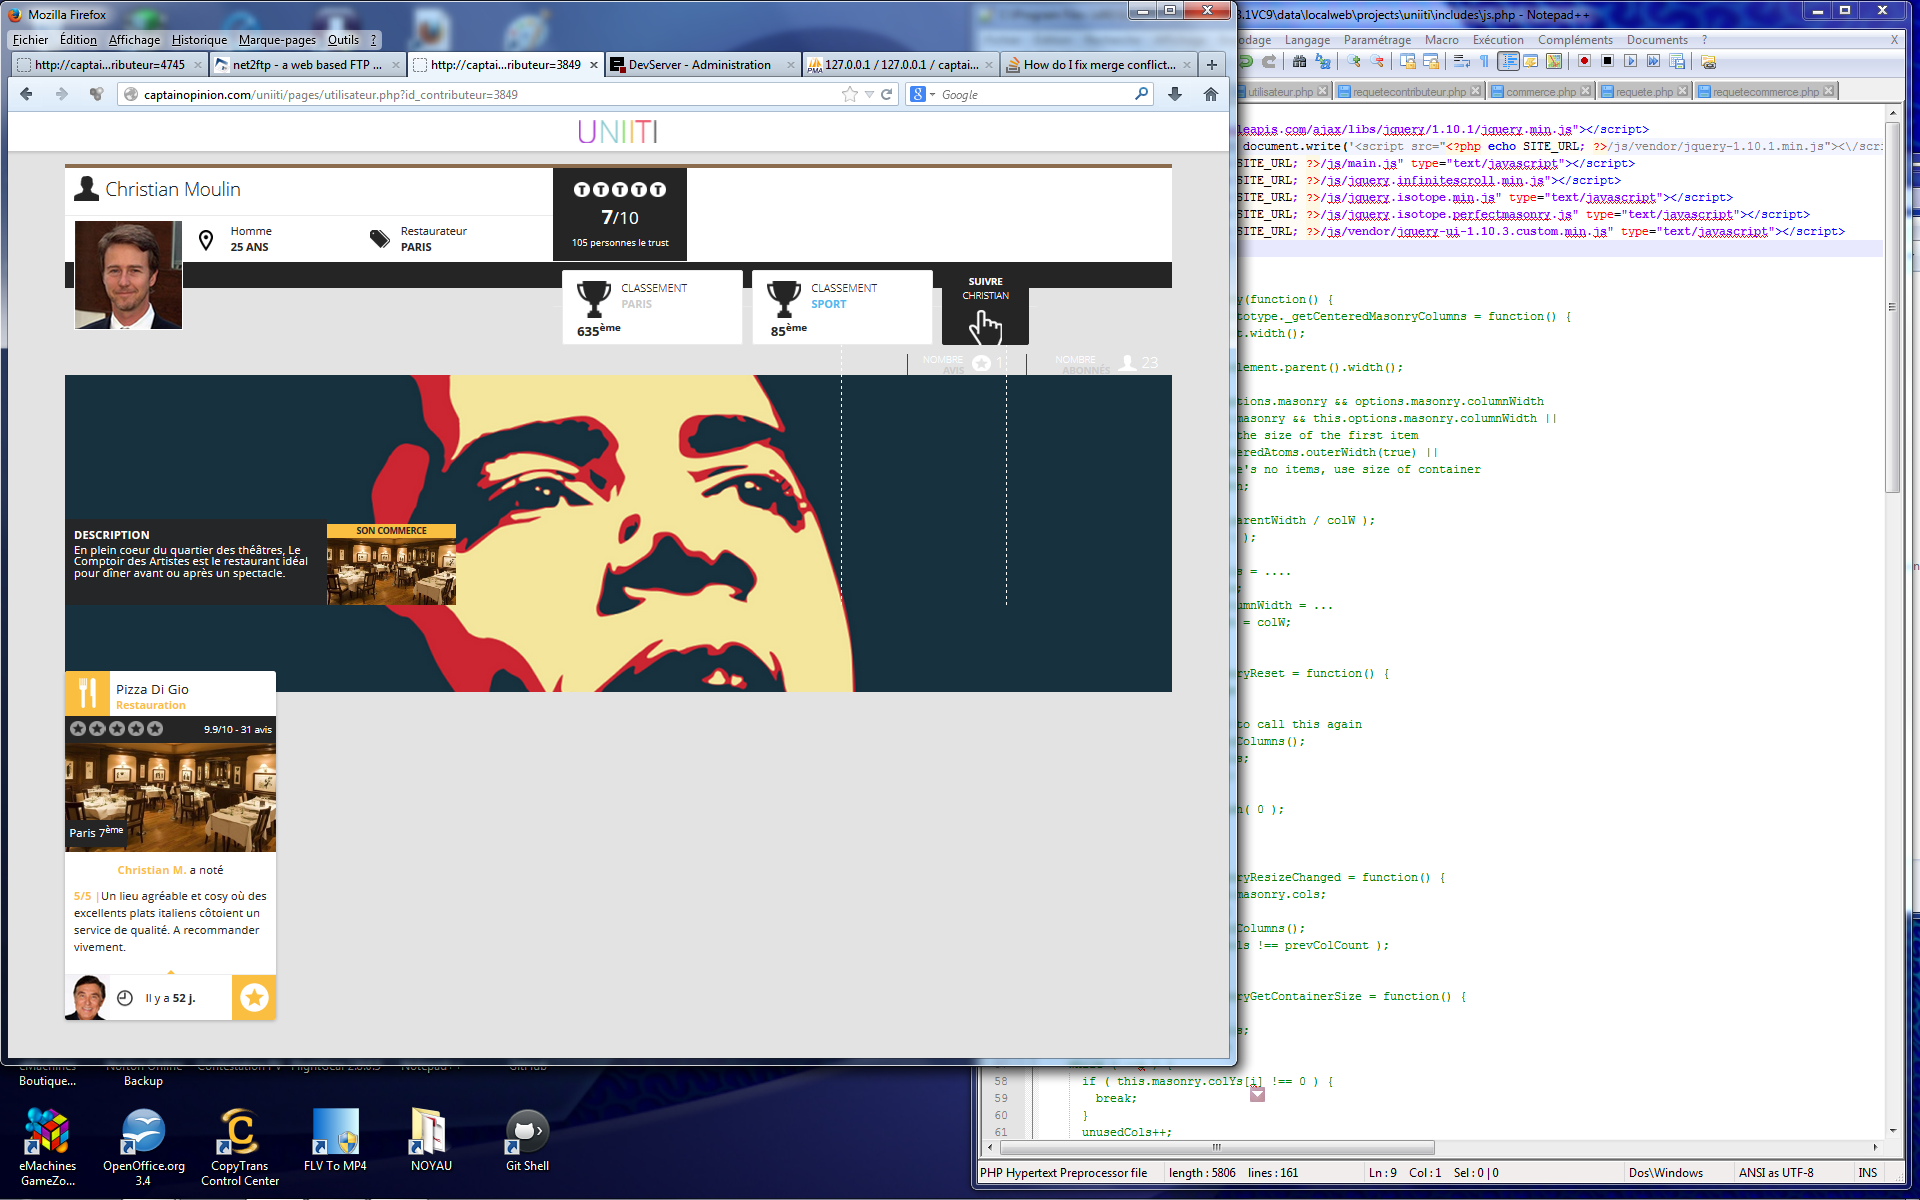 Mozilla Firefox
Fichier Édition Affichage Historique Marque-pages Outils ?
http://captai...ributeur=4745
net2ftp - a web based FTP ...
http://captai...ributeur=3849
DevServer - Administration
127.0.0.1 / 127.0.0.1 / captai...
How do I fix merge conflict...
captainopinion.com/uniiti/pages/utilisateur.php?id_contributeur=3849
Google
UNIITI
Christian Moulin
Homme
25 ANS
Restaurateur
PARIS
7/10
105 personnes le trust
CLASSEMENT
PARIS
635ème
CLASSEMENT
SPORT
85ème
SUIVRE
CHRISTIAN
NOMBRE
AVIS
1
NOMBRE
ABONNÉS
23
DESCRIPTION
En plein coeur du quartier des théâtres, Le
Comptoir des Artistes est le restaurant idéal
pour dîner avant ou après un spectacle.
SON COMMERCE
Pizza Di Gio
Restauration
9.9/10 - 31 avis
Paris 7ème
Christian M. a noté
5/5 |Un lieu agréable et cosy où des
excellents plats italiens côtoient un
service de qualité. A recommander
vivement.
Il y a 52 j.
3.1VC9\data\localweb\projects\uniiti\includes\js.php - Notepad++
odage Langage Paramétrage Macro Exécution Compléments Documents ? X
utilisateur.php
requetecontributeur.php
commerce.php
requete.php
requetecommerce.php
leapis.com/ajax/libs/jquery/1.10.1/jquery.min.js"></script>
document.write('<script src="<?php echo SITE_URL; ?>/js/vendor/jquery-1.10.1.min.js"><\/scri
SITE_URL; ?>/js/main.js" type="text/javascript"></script>
SITE_URL; ?>/js/jquery.infinitescroll.min.js"></script>
SITE_URL; ?>/js/jquery.isotope.min.js" type="text/javascript"></script>
SITE_URL; ?>/js/jquery.isotope.perfectmasonry.js" type="text/javascript"></script>
SITE_URL; ?>/js/vendor/jquery-ui-1.10.3.custom.min.js" type="text/javascript"></script>
y(function() {
totype._getCenteredMasonryColumns = function() {
t.width();
lement.parent().width();
tions.masonry && options.masonry.columnWidth
masonry && this.options.masonry.columnWidth ||
the size of the first item
eredAtoms.outerWidth(true) ||
e's no items, use size of container
h;
arentWidth / colW );
);
s = ....
;
umnWidth = ...
= colW;
ryReset = function() {
to call this again
Columns();
s;
h( 0 );
ryResizeChanged = function() {
masonry.cols;
Columns();
ls !== prevColCount );
ryGetContainerSize = function() {
s;
58 if ( this.masonry.colYs[i] !== 0 ) {
59 break;
60 }
61 unusedCols++;
PHP Hypertext Preprocessor file
length : 5806 lines : 161
Ln : 9 Col : 1 Sel : 0 | 0
Dos\Windows
ANSI as UTF-8
INS
eMachines
Boutique...
Norton Online
Backup
Notepad++
GitHub
eMachines
GameZo...
OpenOffice.org
3.4
CopyTrans
Control Center
FLV To MP4
NOYAU
Git Shell